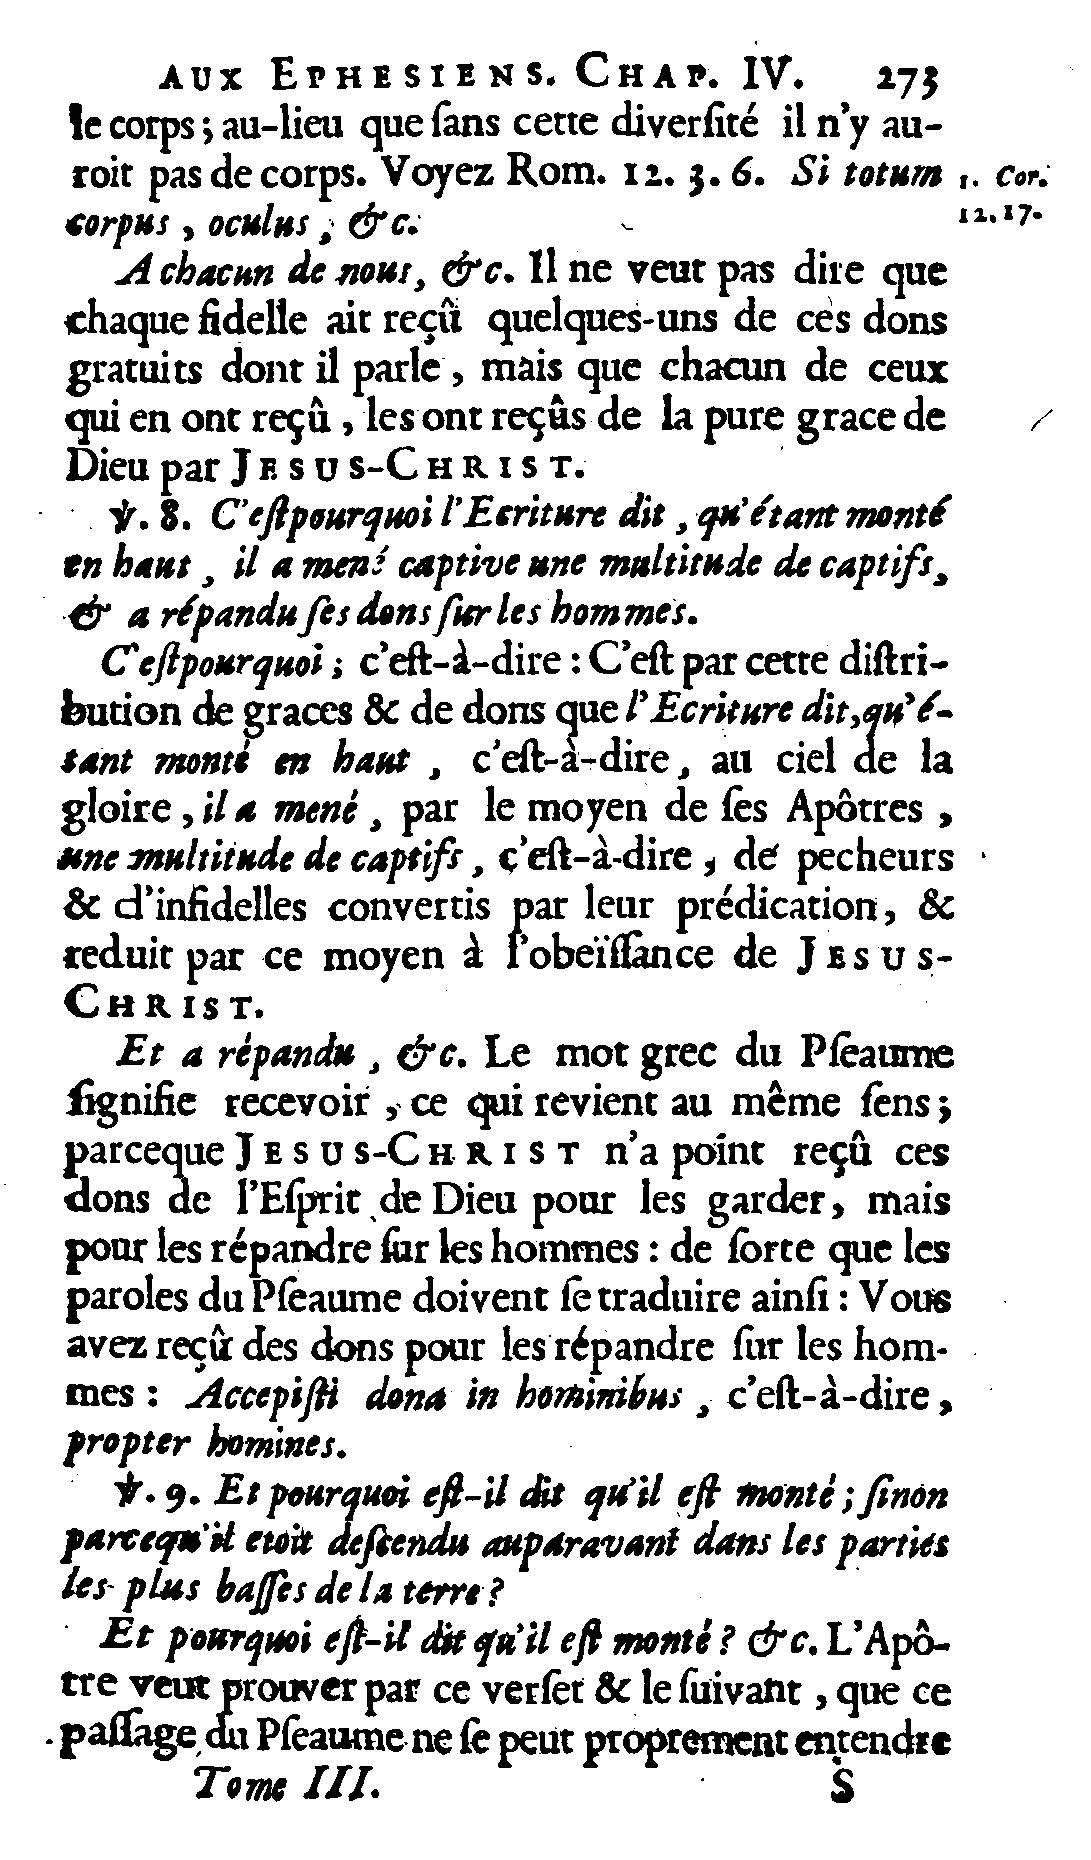 AUX EPHESIENS. CHAP. IV. 273
le corps ; au-lieu que ſans cette diverſité il n'y au-
roit pas de corps. Voyez Rom. 12. 3. 6. Si totum
1. Cor.
12. 17.
corpus , oculus , &c.
A chacun de nous, &c. Il ne veut pas dire que
chaque fidelle ait reçû quelques-uns de ces dons
gratuits dont il parle , mais que chacun de ceux
qui en ont reçû , les ont reçûs de la pure grace de
Dieu par JESUS-CHRIST.
℣. 8. C'eſtpourquoi l'Ecriture dit , qu'étant monté
en haut , il a mené captive une multitude de captifs,
& a répandu ſes dons ſur les hommes.
C'eſtpourquoi ; c'eſt-à-dire : C'eſt par cette diſtri-
bution de graces & de dons que l'Ecriture dit, qu'é-
tant monté en haut , c'eſt-à-dire, au ciel de la
gloire , il a mené , par le moyen de ſes Apôtres ,
une multitude de captifs , c'eſt-à-dire , de pecheurs
& d'infidelles convertis par leur prédication, &
reduit par ce moyen à l'obeïſſance de JESUS-
CHRIST.
Et a répandu , &c. Le mot grec du Pſeaume
ſignifie recevoir , ce qui revient au même ſens ;
parceque JESUS-CHRIST n'a point reçû ces
dons de l'Eſprit de Dieu pour les garder, mais
pour les répandre ſur les hommes : de ſorte que les
paroles du Pſeaume doivent ſe traduire ainſi : Vous
avez reçû des dons pour les répandre ſur les hom-
mes : Accepiſti dona in hominibus , c'eſt-à-dire ,
propter homines.
℣. 9. Et pourquoi eſt-il dit qu'il eſt monté ; ſinon
parcequ'il etoit deſcendu auparavant dans les parties
les plus baſſes de la terre ?
Et pourquoi eſt-il dit qu'il eſt monté ? &c. L'Apô-
tre veut prouver par ce verſet & le ſuivant , que ce
paſſage du Pſeaume ne ſe peut proprement entendre
Tome III. S